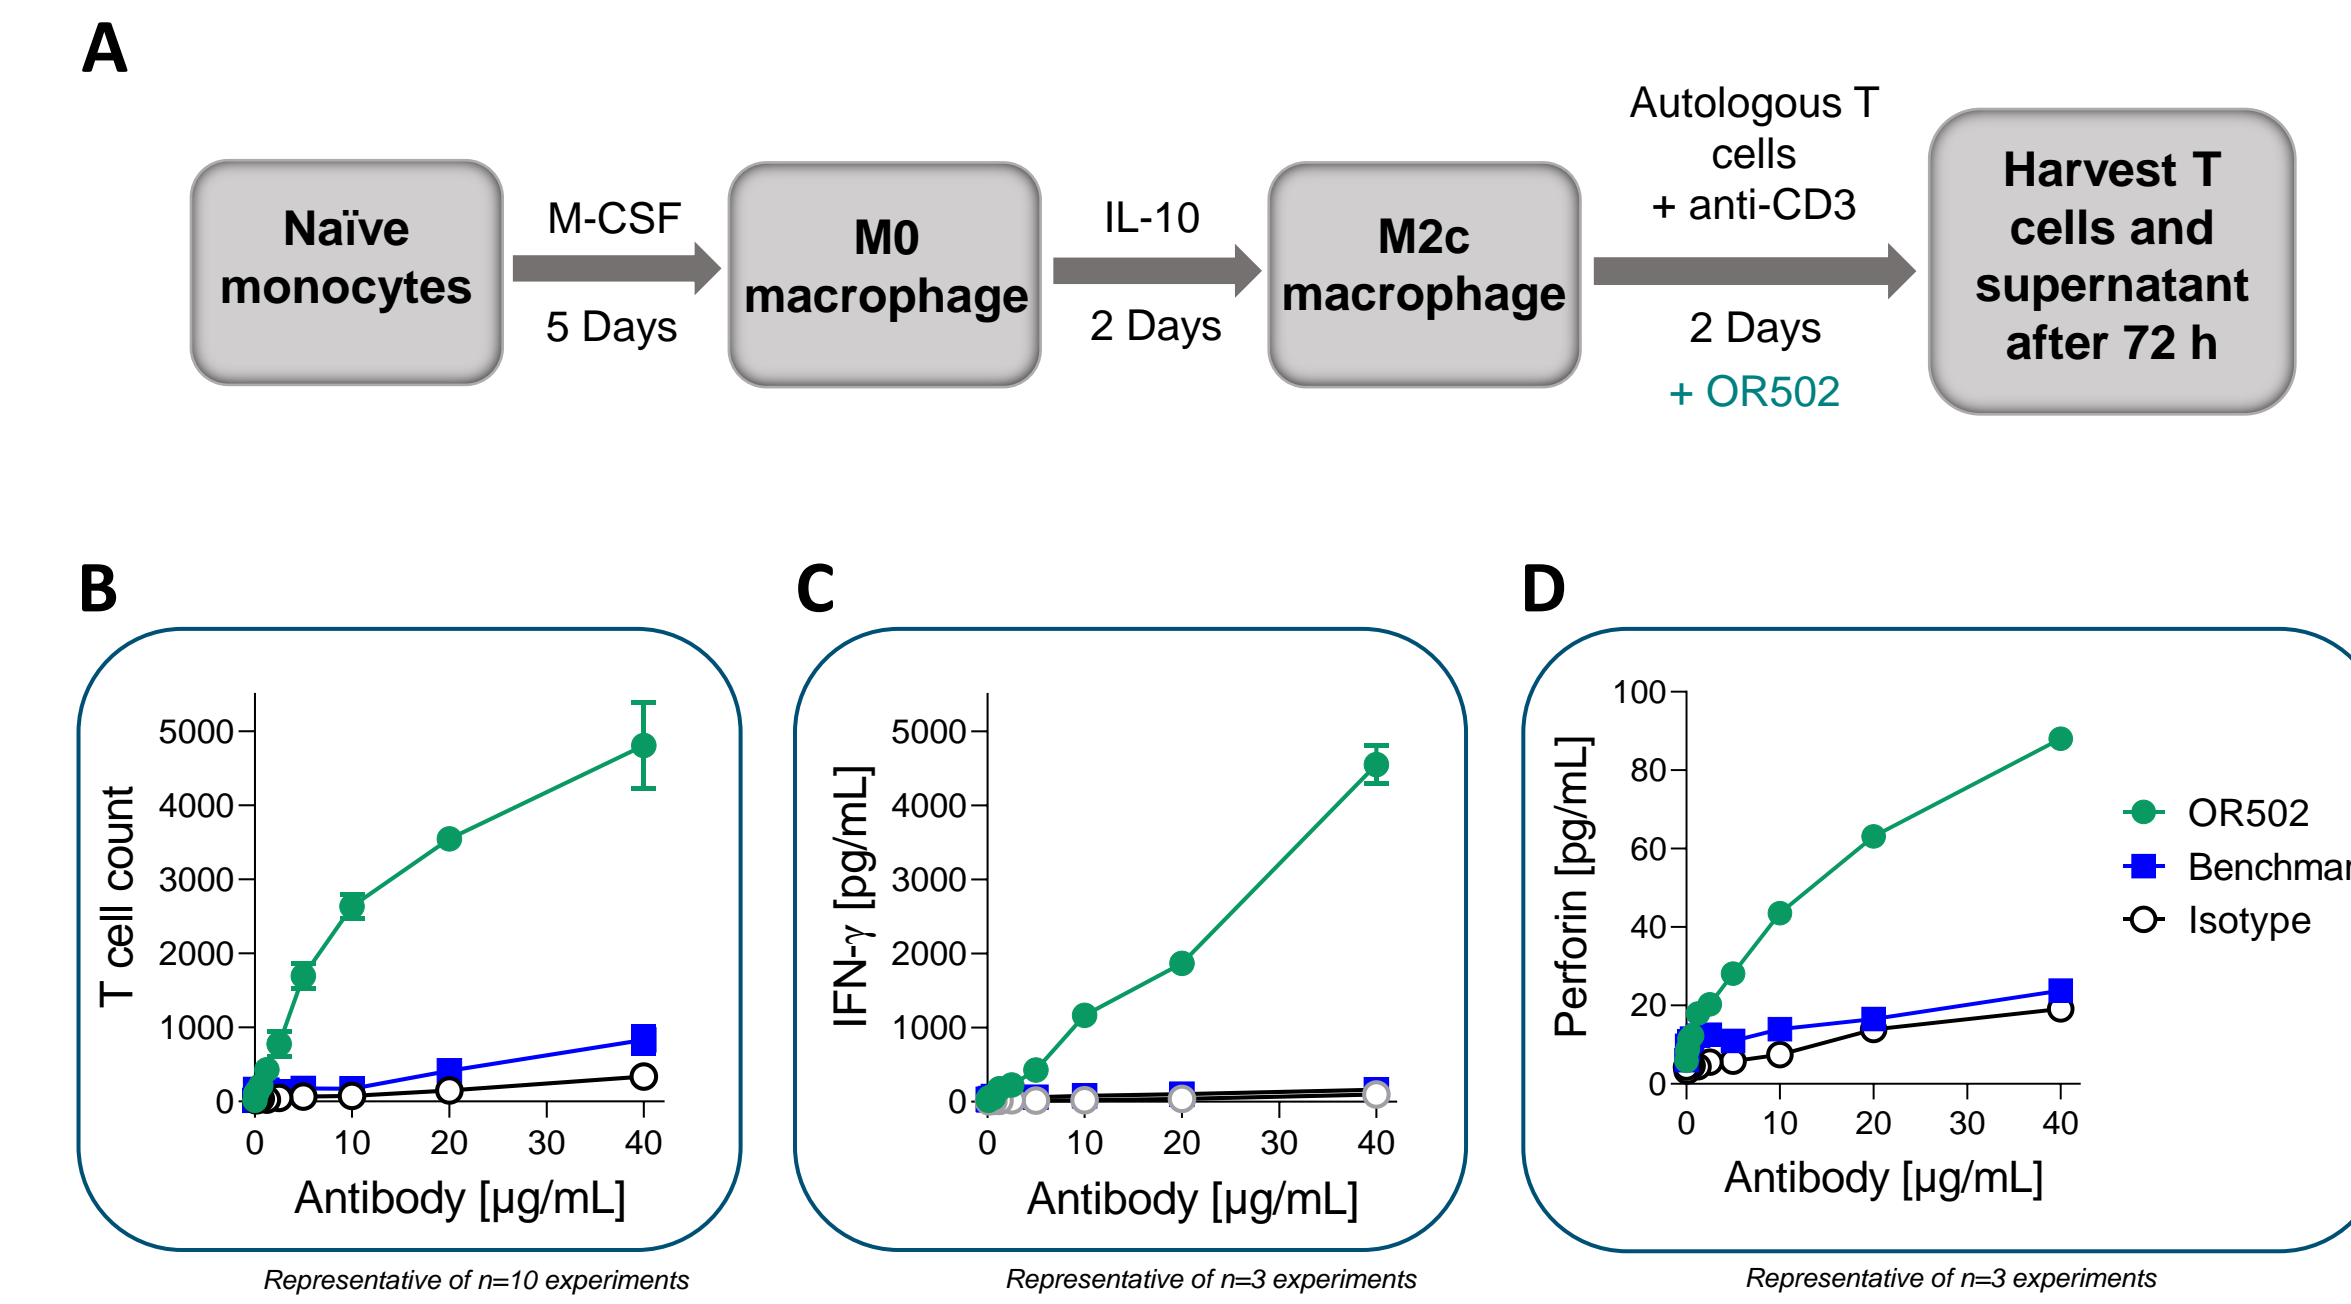 A
Naïve
monocytes
M-CSF
5 Days
M0
macrophage
IL-10
2 Days
M2c
macrophage
Autologous T
cells
+ anti-CD3
2 Days
+ OR502
Harvest T
cells and
supernatant
after 72 h
B
T cell count
5000
4000
3000
2000
1000
0
0 10 20 30 40
Antibody [µg/mL]
Representative of n=10 experiments
C
IFN-γ [pg/mL]
5000
4000
3000
2000
1000
0
0 10 20 30 40
Antibody [µg/mL]
Representative of n=3 experiments
D
Perforin [pg/mL]
100
80
60
40
20
0
0 10 20 30 40
Antibody [µg/mL]
OR502
Benchmar
Isotype
Representative of n=3 experiments